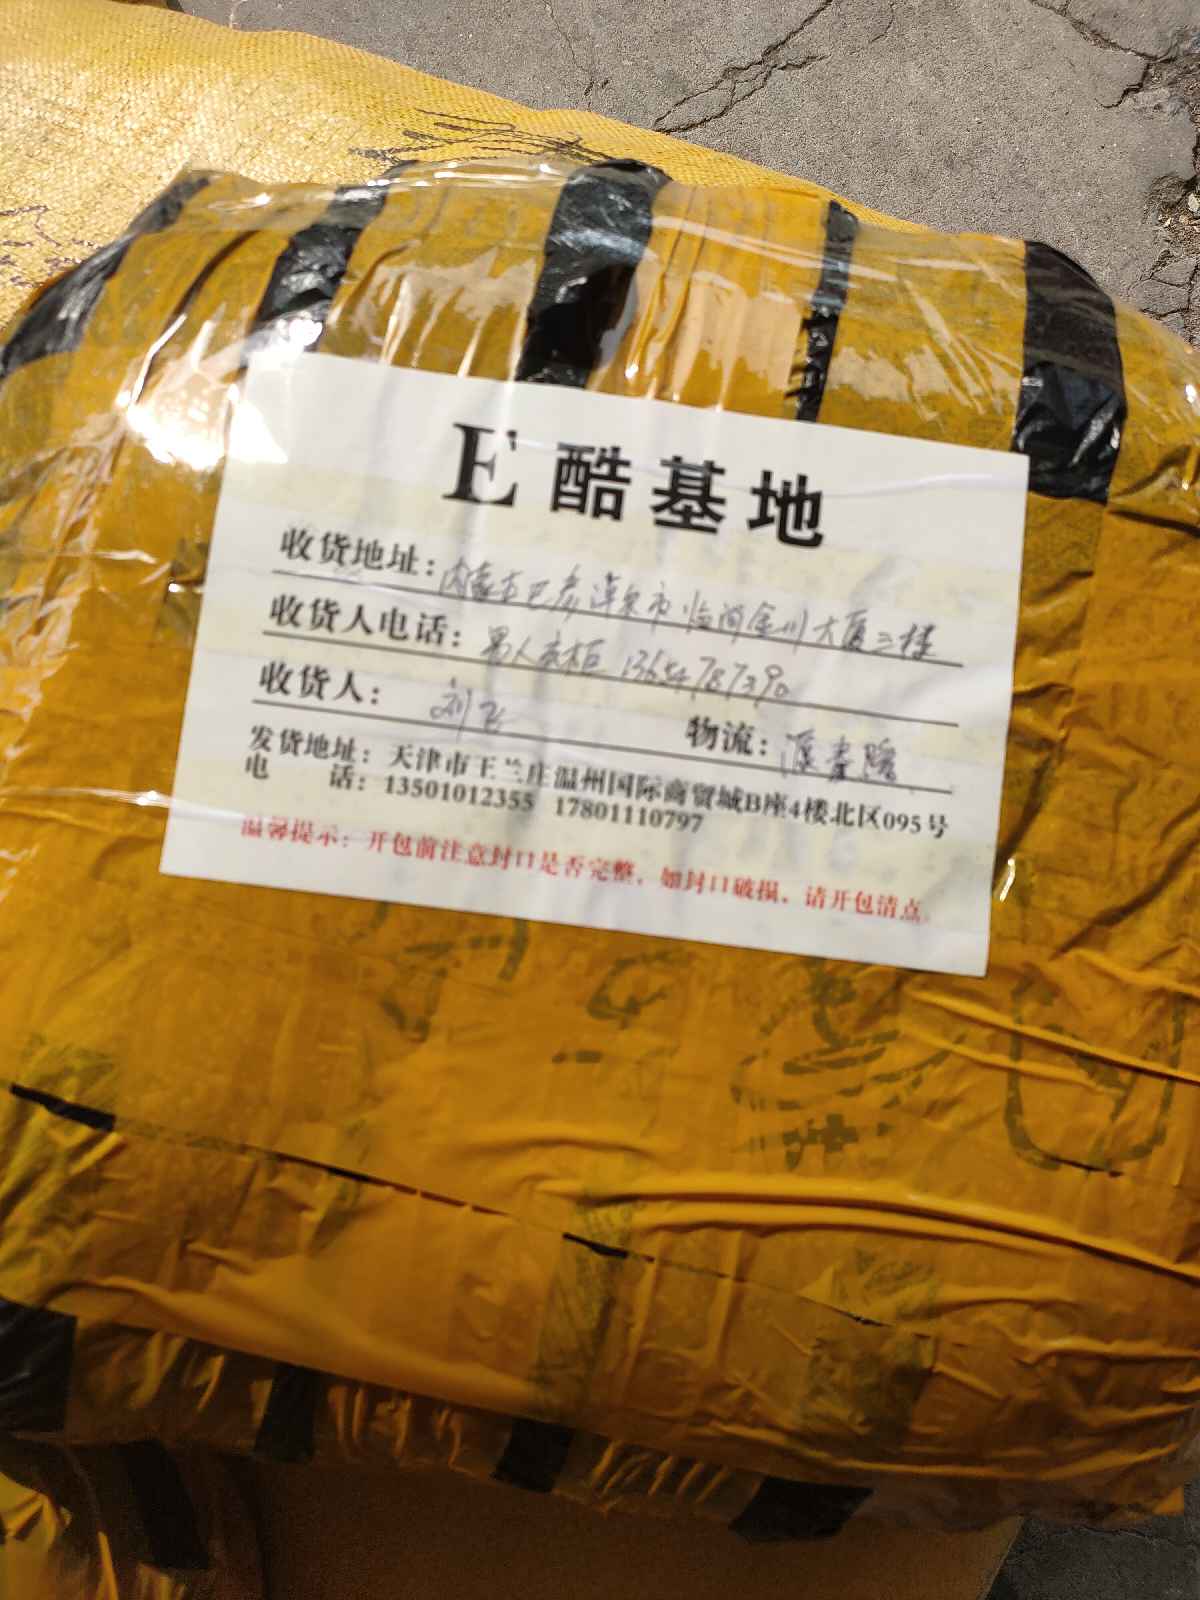 E酷基地
收货地址：内蒙古巴彦淖尔市临河金川大厦三楼
收货人电话：男人衣柜 13654787390
收货人：刘飞 物流：
发货地址：天津市王兰庄温州国际商贸城B座4楼北区095号
电 话：13501012355 17801110797
温馨提示：开包前注意封口是否完整，如封口破损，请开包清点。